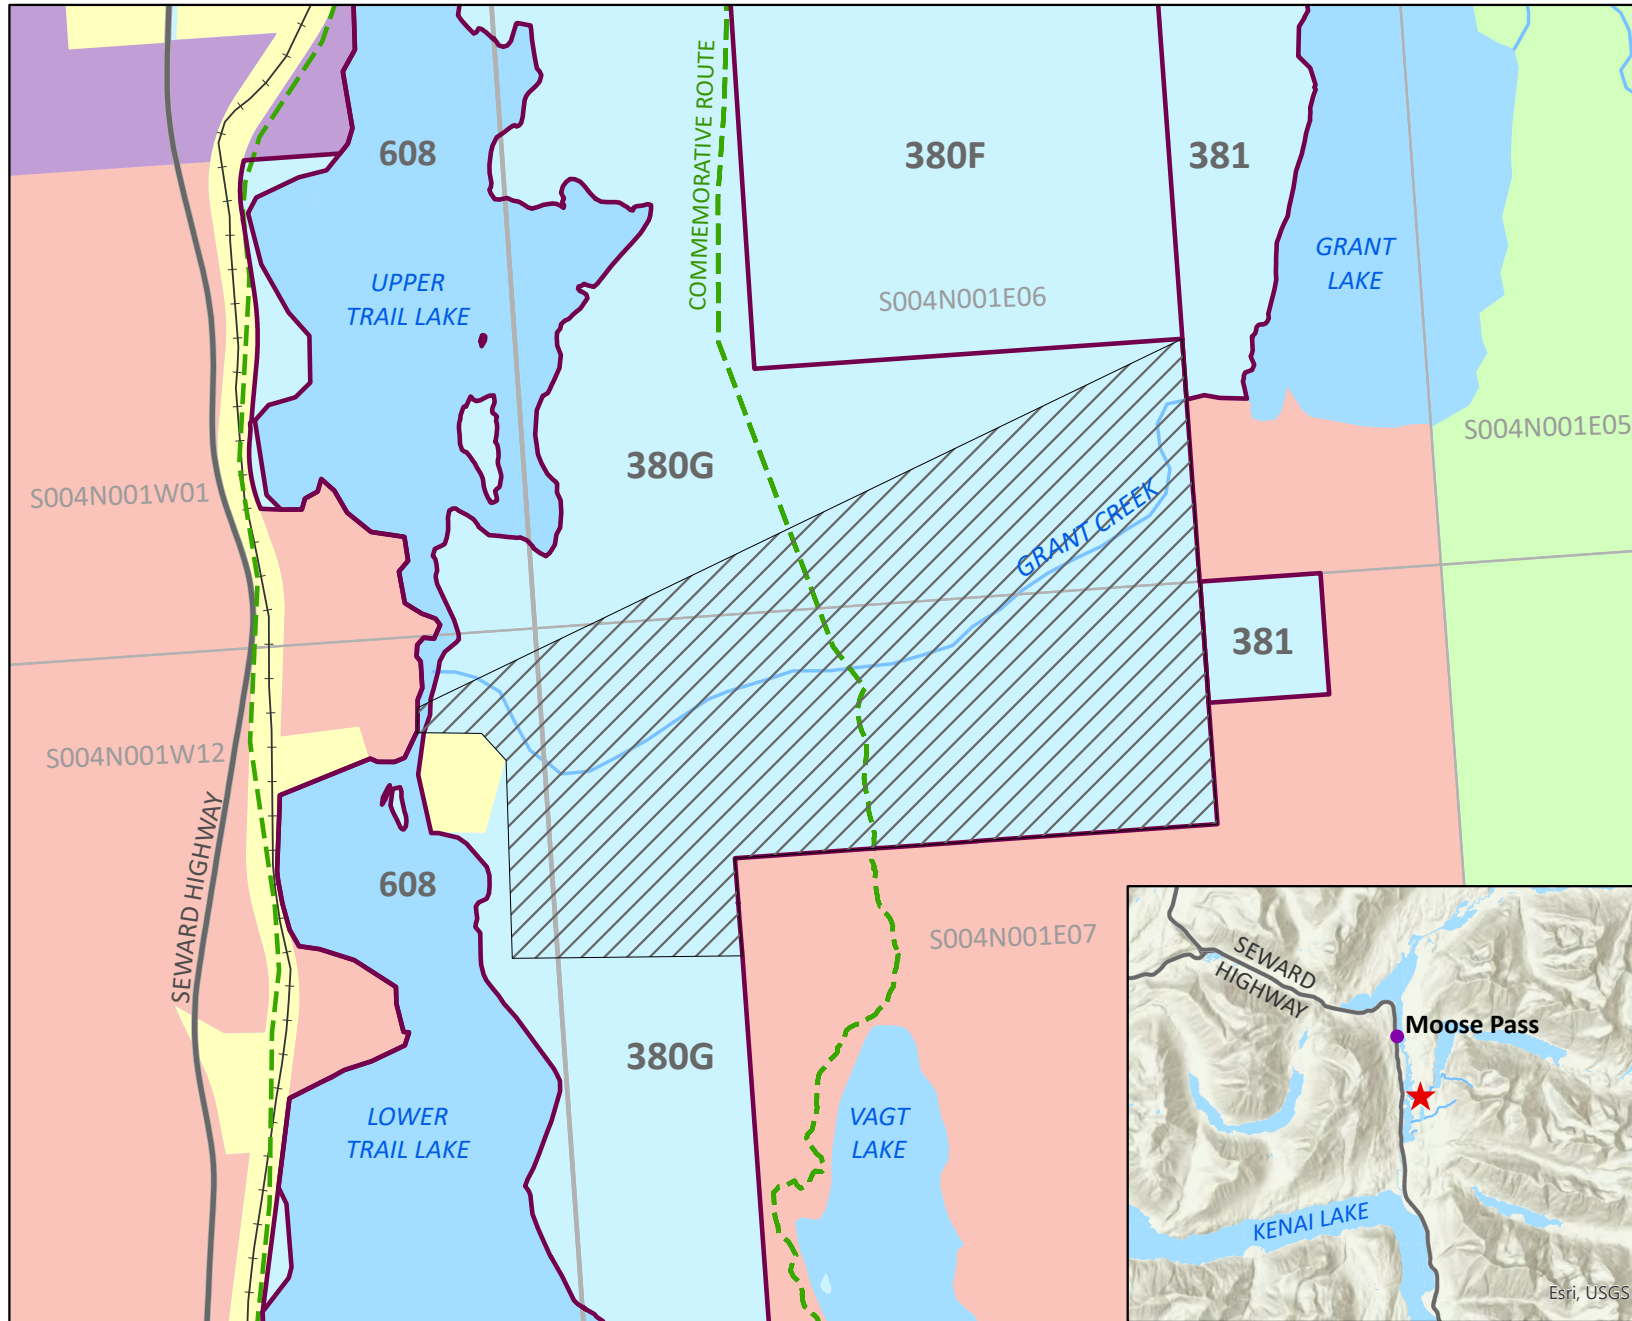 COMMEMORATIVE ROUTE
608
380F
381
GRANT
LAKE
UPPER
TRAIL LAKE
S004N001E06
S004N001E05
380G
S004N001W01
GRANT CREEK
381
S004N001W12
SEWARD HIGHWAY
608
S004N001E07
380G
LOWER
TRAIL LAKE
VAGT
LAKE
SEWARD
HIGHWAY
Moose Pass
KENAI LAKE
Esri, USGS